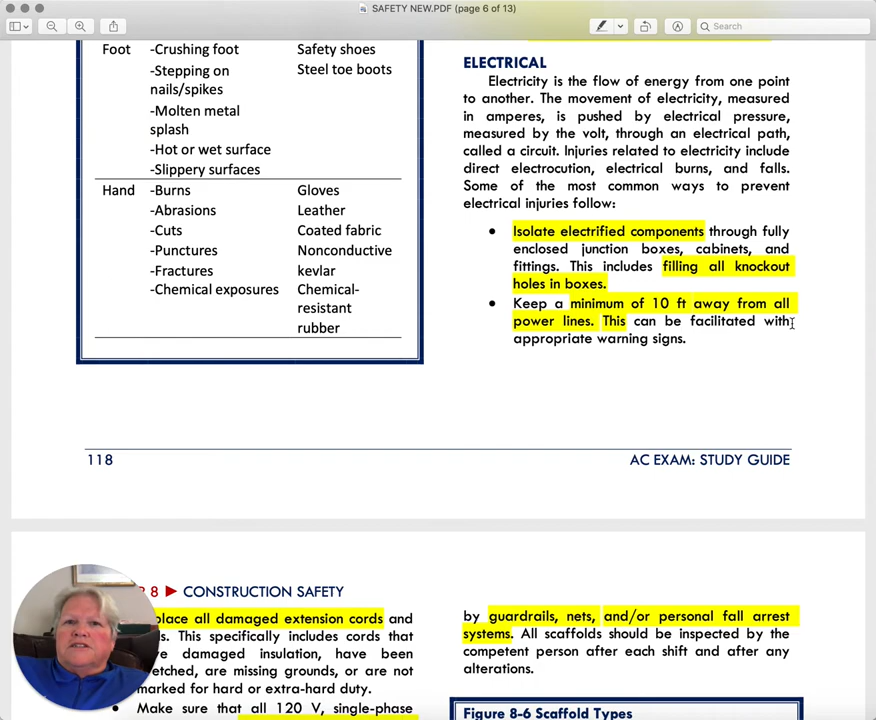 SAFETY NEW.PDF (page 6 of 13)
Search
Foot -Crushing foot Safety shoes
-Stepping on Steel toe boots
nails/spikes
-Molten metal
splash
-Hot or wet surface
-Slippery surfaces
Hand -Burns Gloves
-Abrasions Leather
-Cuts Coated fabric
-Punctures Nonconductive
-Fractures kevlar
-Chemical exposures Chemical-
resistant
rubber
ELECTRICAL
Electricity is the flow of energy from one point
to another. The movement of electricity, measured
in amperes, is pushed by electrical pressure,
measured by the volt, through an electrical path,
called a circuit. Injuries related to electricity include
direct electrocution, electrical burns, and falls.
Some of the most common ways to prevent
electrical injuries follow:
• Isolate electrified components through fully
enclosed junction boxes, cabinets, and
fittings. This includes filling all knockout
holes in boxes.
• Keep a minimum of 10 ft away from all
power lines. This can be facilitated with
appropriate warning signs.
118 AC EXAM: STUDY GUIDE
8 ▶ CONSTRUCTION SAFETY
all damaged extension cords and
This specifically includes cords that
damaged insulation, have been
are missing grounds, or are not
marked for hard or extra-hard duty.
Make sure that all 120 V, single-phase
by guardrails, nets, and/or personal fall arrest
systems. All scaffolds should be inspected by the
competent person after each shift and after any
alterations.
Figure 8-6 Scaffold Types